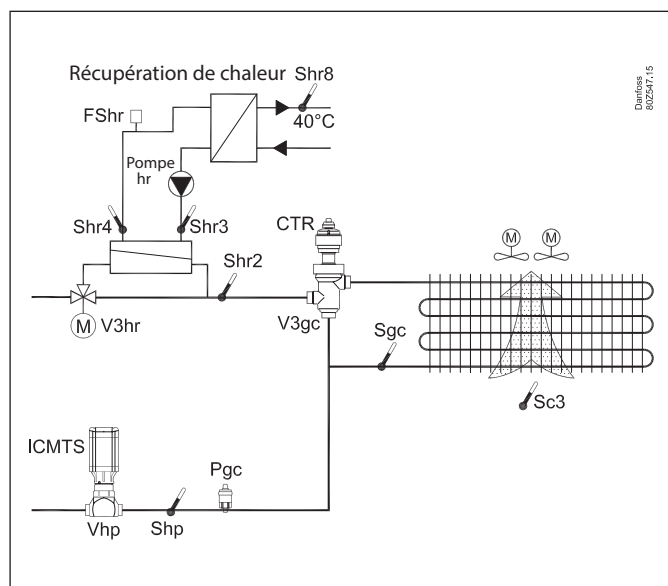 Récupération de chaleur
Shr8
FShr
40°C
Pompe
hr
Shr4
Shr3
CTR
Shr2
M
V3hr
V3gc
Sgc
M
M
Sc3
ICMTS
Pgc
Vhp
Shp
Danfoss
80Z547.15